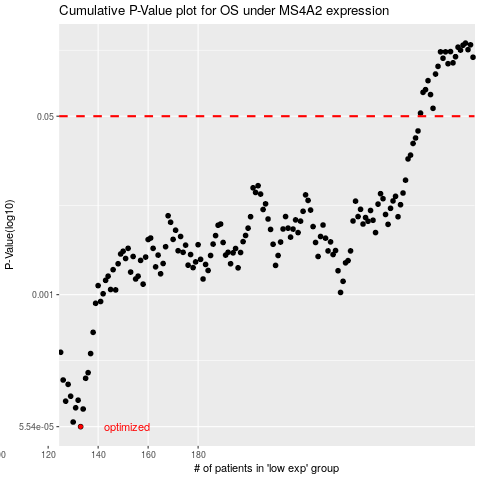 Cumulative P-Value plot for OS under MS4A2 expression
P-Value(log10)
0.05
0.001
5.54e-05
optimized
00 120 140 160 180
# of patients in 'low exp' group